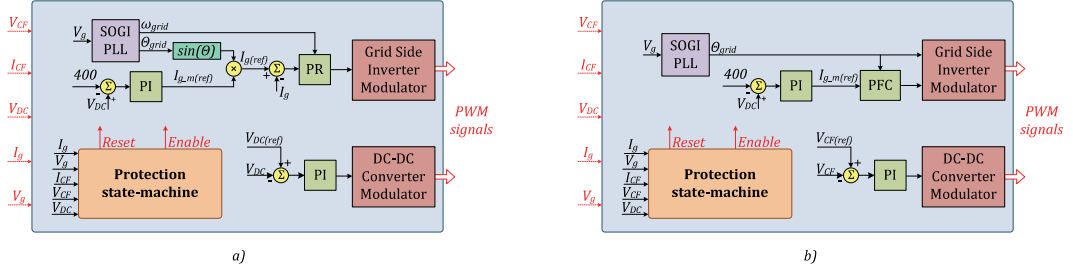 V_CF
I_CF
V_DC
I_g
V_g
V_g
SOGI
PLL
ω_grid
Θ_grid
sin(Θ)
I_g(ref)
×
Σ
+
-
I_g
PR
400
-
Σ
V_DC +
PI
I_g_m(ref)
Grid Side
Inverter
Modulator
PWM
signals
Reset
Enable
I_g
V_g
I_CF
V_CF
V_DC
Protection
state-machine
V_DC(ref)
+
V_DC
-
Σ
PI
DC-DC
Converter
Modulator
a)
V_CF
I_CF
V_DC
I_g
V_g
V_g
SOGI
PLL
Θ_grid
400
-
Σ
V_DC +
PI
I_g_m(ref)
PFC
Grid Side
Inverter
Modulator
PWM
signals
Reset
Enable
I_g
V_g
I_CF
V_CF
V_DC
Protection
state-machine
V_CF(ref)
+
V_CF
-
Σ
PI
DC-DC
Converter
Modulator
b)